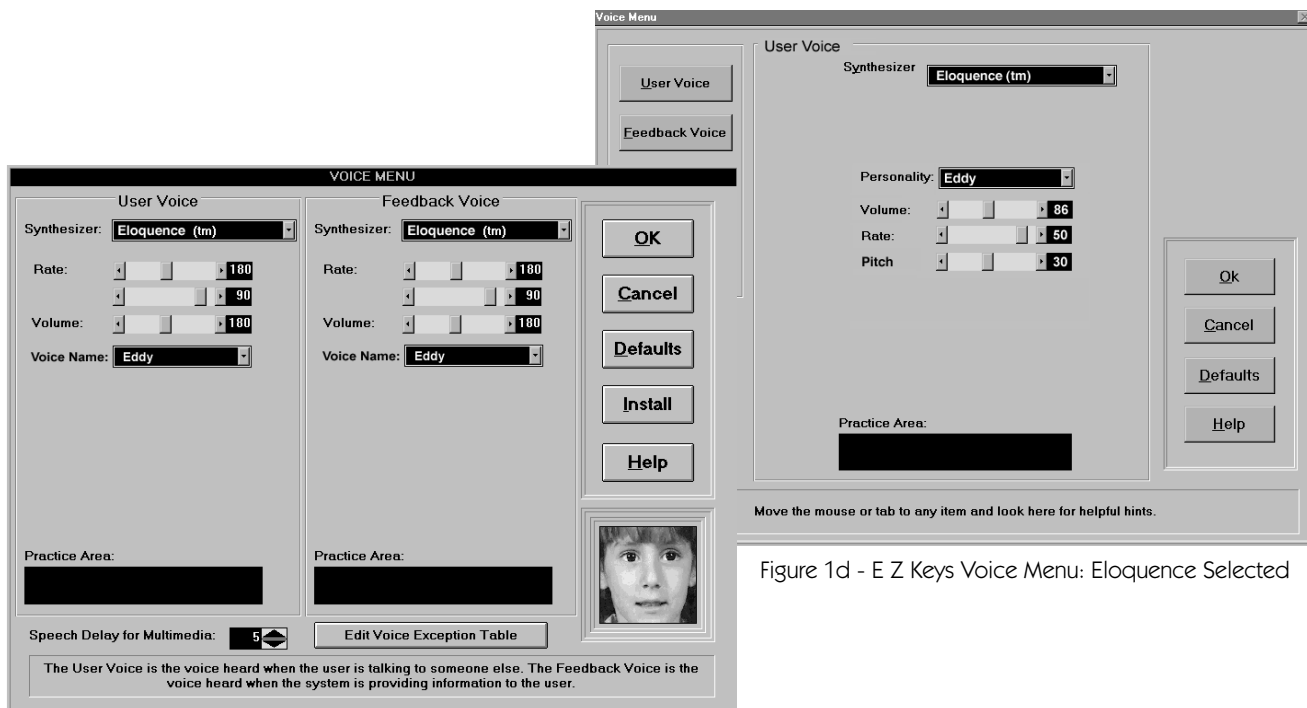 Voice Menu
User Voice
Feedback Voice
User Voice
Synthesizer Eloquence (tm)
Personality: Eddy
Volume: 86
Rate: 50
Pitch 30
Practice Area:
Ok
Cancel
Defaults
Help
Move the mouse or tab to any item and look here for helpful hints.
Figure 1d - E Z Keys Voice Menu: Eloquence Selected
VOICE MENU
User Voice
Synthesizer: Eloquence (tm)
Rate: 180
90
Volume: 180
Voice Name: Eddy
Practice Area:
Feedback Voice
Synthesizer: Eloquence (tm)
Rate: 180
90
Volume: 180
Voice Name: Eddy
Practice Area:
OK
Cancel
Defaults
Install
Help
Speech Delay for Multimedia: 5
Edit Voice Exception Table
The User Voice is the voice heard when the user is talking to someone else. The Feedback Voice is the
voice heard when the system is providing information to the user.